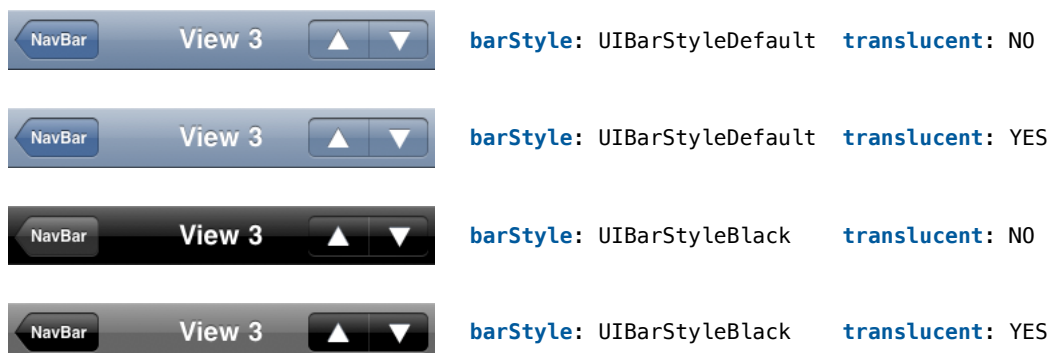 NavBar View 3 barStyle: UIBarStyleDefault translucent: NO
NavBar View 3 barStyle: UIBarStyleDefault translucent: YES
NavBar View 3 barStyle: UIBarStyleBlack translucent: NO
NavBar View 3 barStyle: UIBarStyleBlack translucent: YES